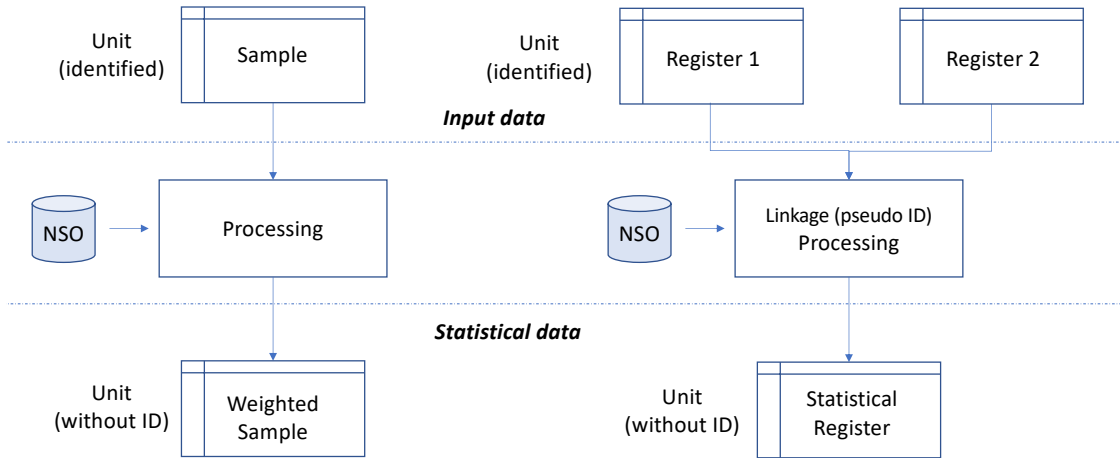 Unit
(identified)
Sample
Unit
(identified)
Register 1
Register 2
Input data
NSO
Processing
NSO
Linkage (pseudo ID)
Processing
Statistical data
Unit
(without ID)
Weighted
Sample
Unit
(without ID)
Statistical
Register